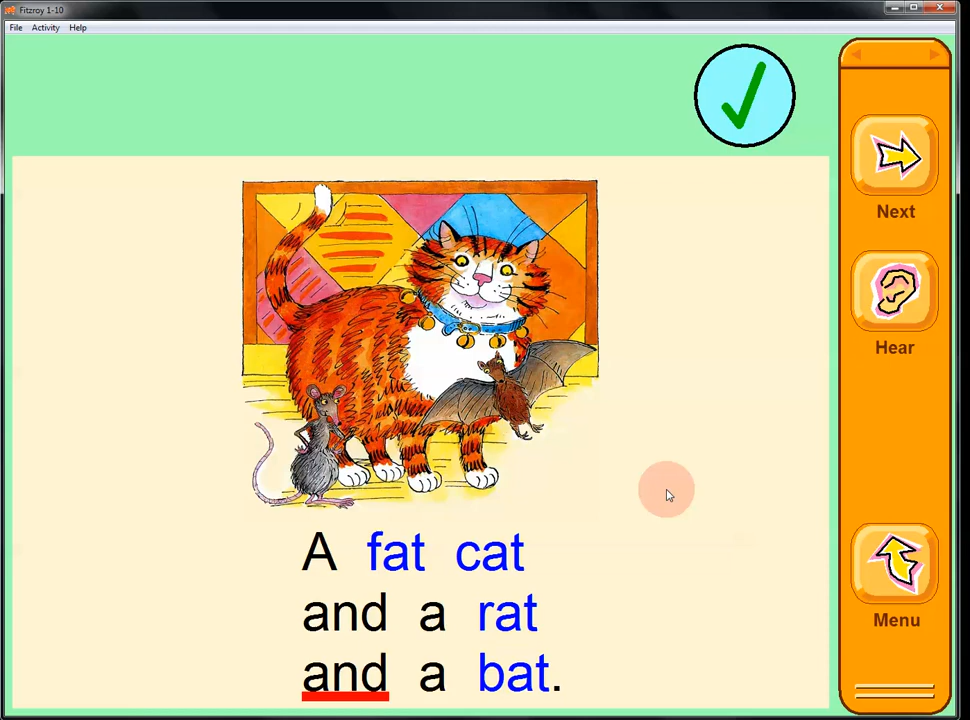 Fitzroy 1-10
File Activity Help
Next
Hear
A fat cat
and a rat
and a bat.
Menu